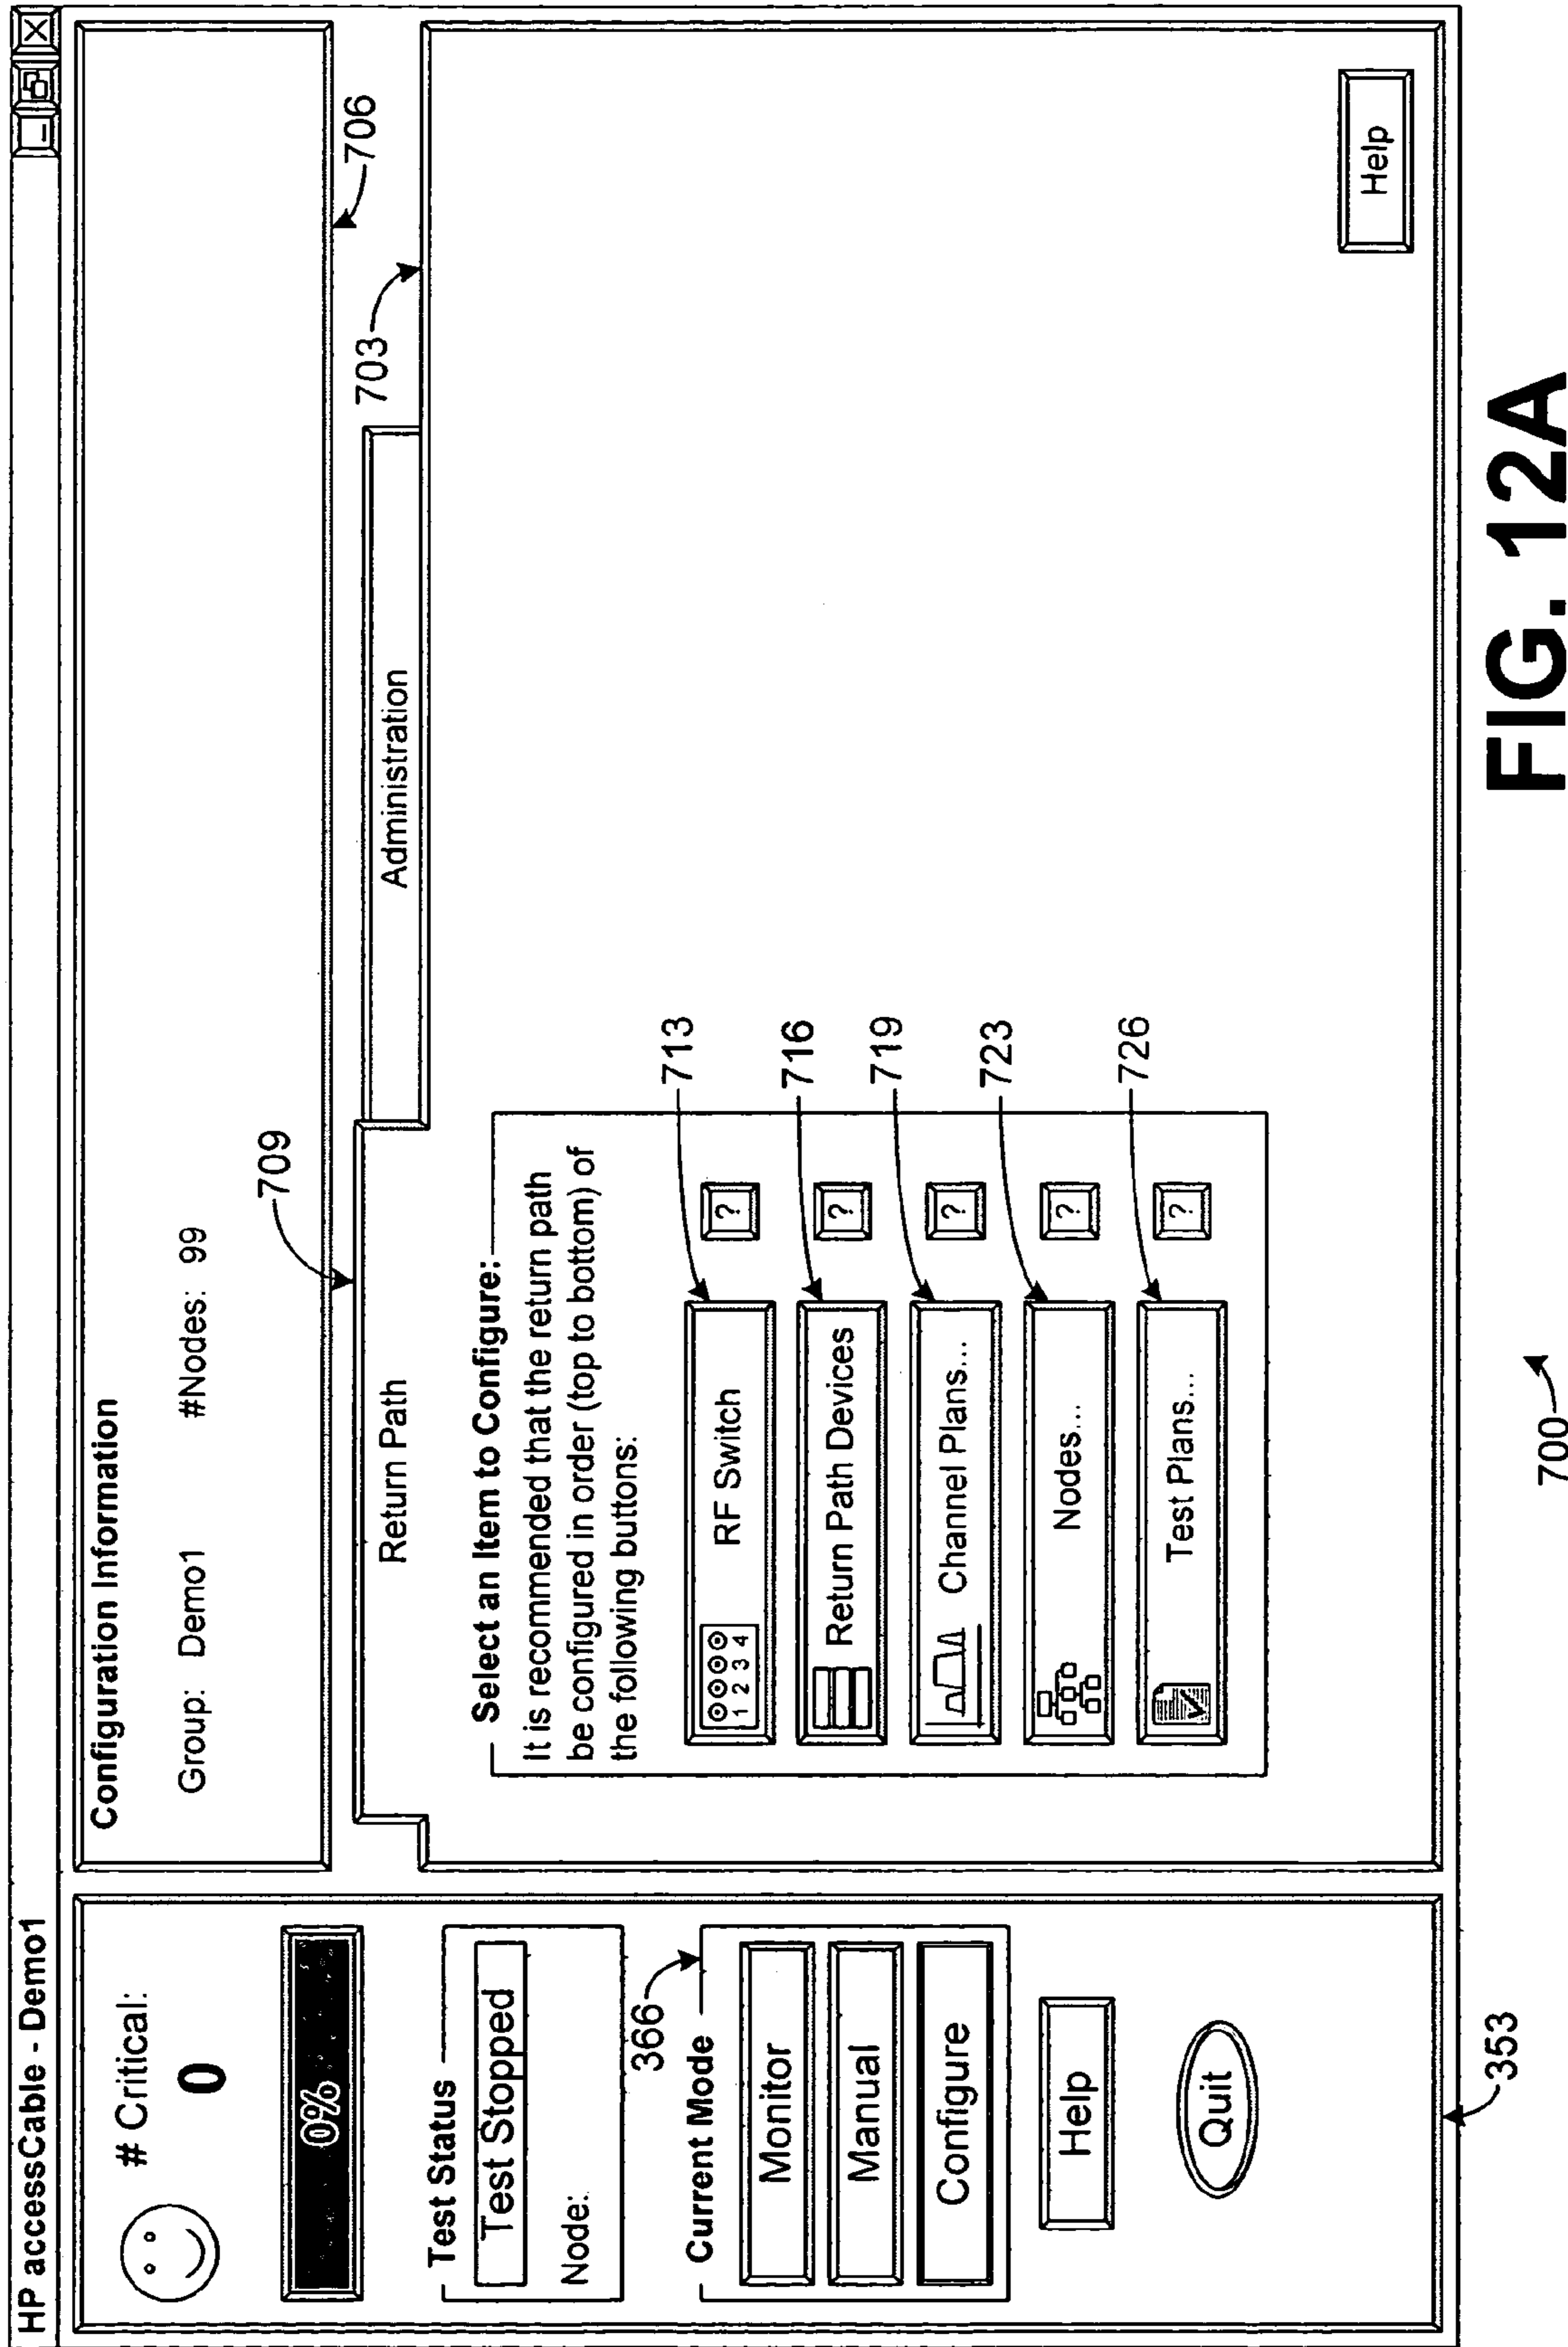 HP accessCable - Demo1
# Critical:
0
0%
Test Status
Test Stopped
Node:
366
Current Mode
Monitor
Manual
Configure
Help
Quit
353
Configuration Information
Group: Demo1 #Nodes: 99
706
709
703
Return Path
Administration
Select an Item to Configure:
It is recommended that the return path
be configured in order (top to bottom) of
the following buttons:
1 2 3 4 RF Switch ? 713
Return Path Devices ? 716
Channel Plans... ? 719
Nodes... ? 723
Test Plans... ? 726
Help
700
FIG. 12A